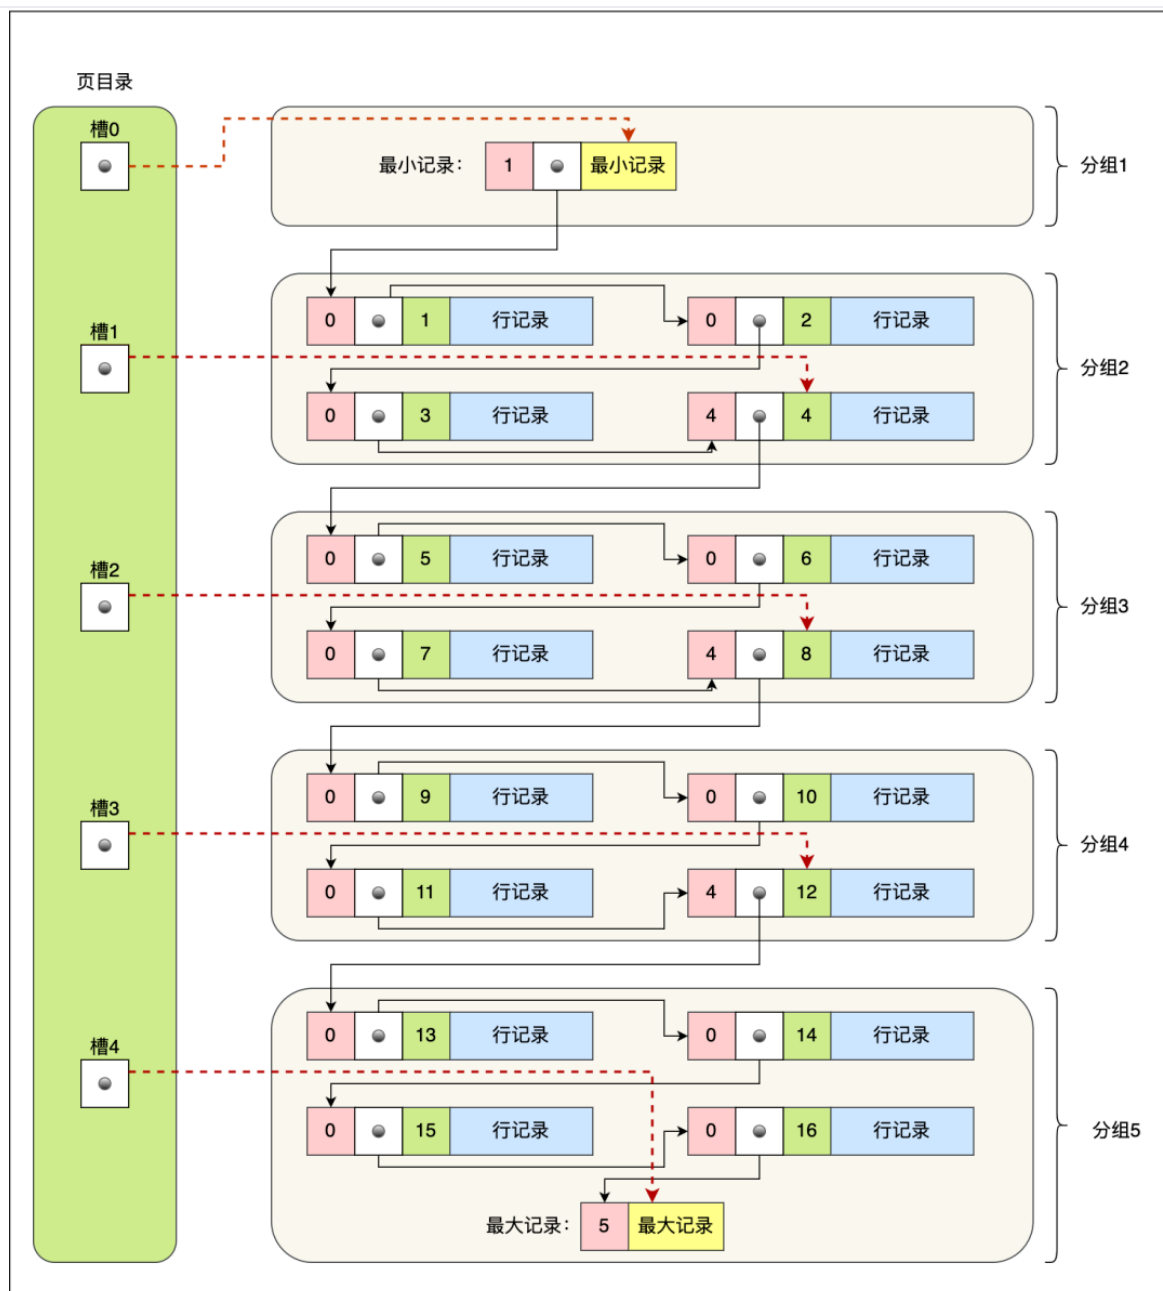 页目录
槽0
最小记录： 1 最小记录
分组1
0 1 行记录 0 2 行记录
槽1
分组2
0 3 行记录 4 4 行记录
0 5 行记录 0 6 行记录
槽2
分组3
0 7 行记录 4 8 行记录
0 9 行记录 0 10 行记录
槽3
分组4
0 11 行记录 4 12 行记录
0 13 行记录 0 14 行记录
槽4
0 15 行记录 0 16 行记录
分组5
最大记录： 5 最大记录